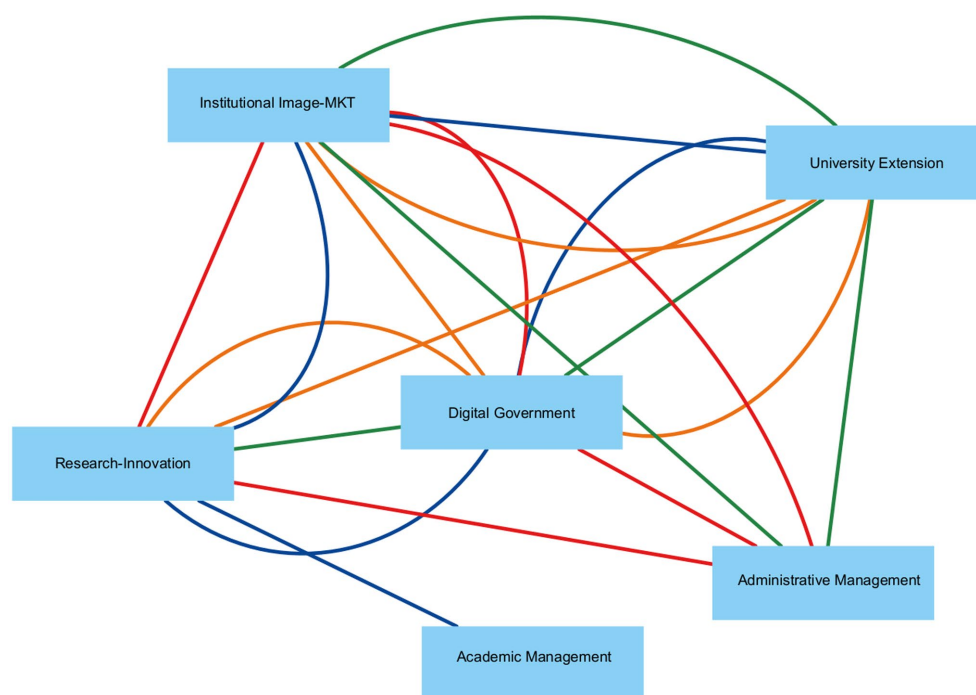 Institutional Image-MKT
University Extension
Digital Government
Research-Innovation
Administrative Management
Academic Management